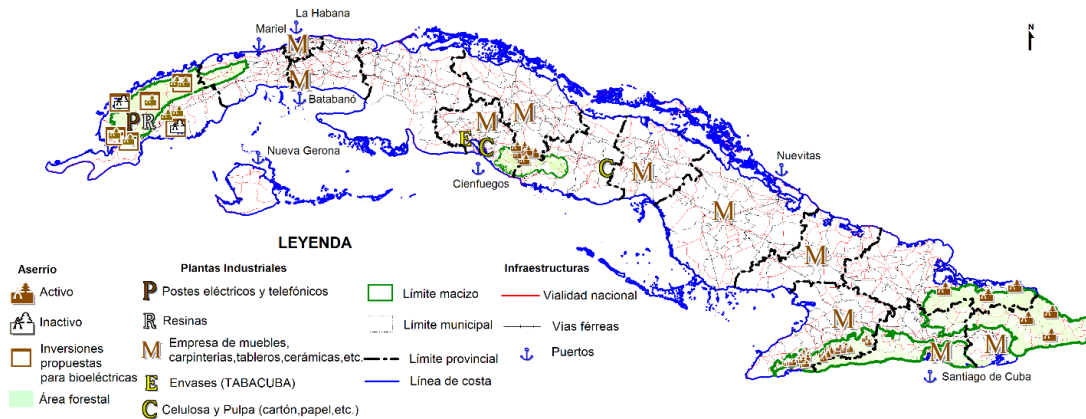 La Habana
Mariel
M
N
M
Batabanó
P R
M
M
E
C
Nueva Gerona
Cienfuegos
C
M
Nuevitas
M
M
M
M
M
Santiago de Cuba
LEYENDA
Aserrío
Activo
Inactivo
Inversiones
propuestas
para bioeléctricas
Área forestal
Plantas Industriales
P Postes eléctricos y telefónicos
R Resinas
M Empresa de muebles,
carpinterias,tableros,cerámicas,etc.
E Envases (TABACUBA)
C Celulosa y Pulpa (cartón,papel,etc.)
Límite macizo
Límite municipal
Límite provincial
Línea de costa
Infraestructuras
Vialidad nacional
Vías férreas
Puertos